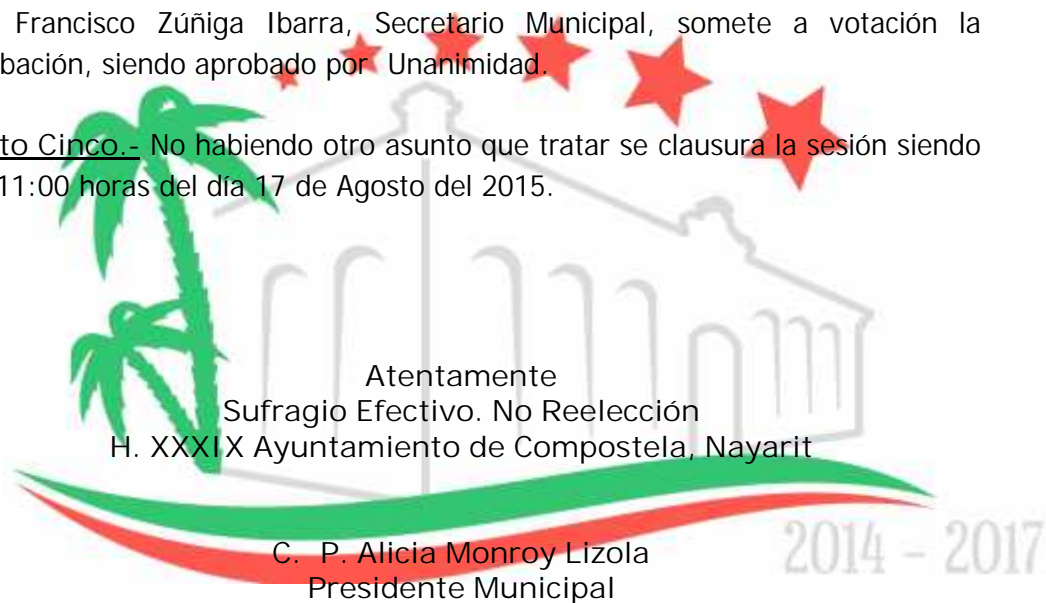 Francisco Zúñiga Ibarra, Secretario Municipal, somete a votación la
bación, siendo aprobado por Unanimidad.
to Cinco.- No habiendo otro asunto que tratar se clausura la sesión siendo
11:00 horas del día 17 de Agosto del 2015.
Atentamente
Sufragio Efectivo. No Reelección
H. XXXIX Ayuntamiento de Compostela, Nayarit
2014 - 2017
C. P. Alicia Monroy Lizola
Presidente Municipal